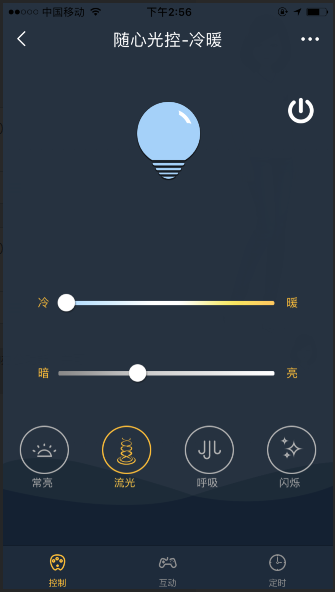 中国移动 下午2:56
随心光控-冷暖
冷 暖
暗 亮
常亮 流光 呼吸 闪烁
控制 互动 定时